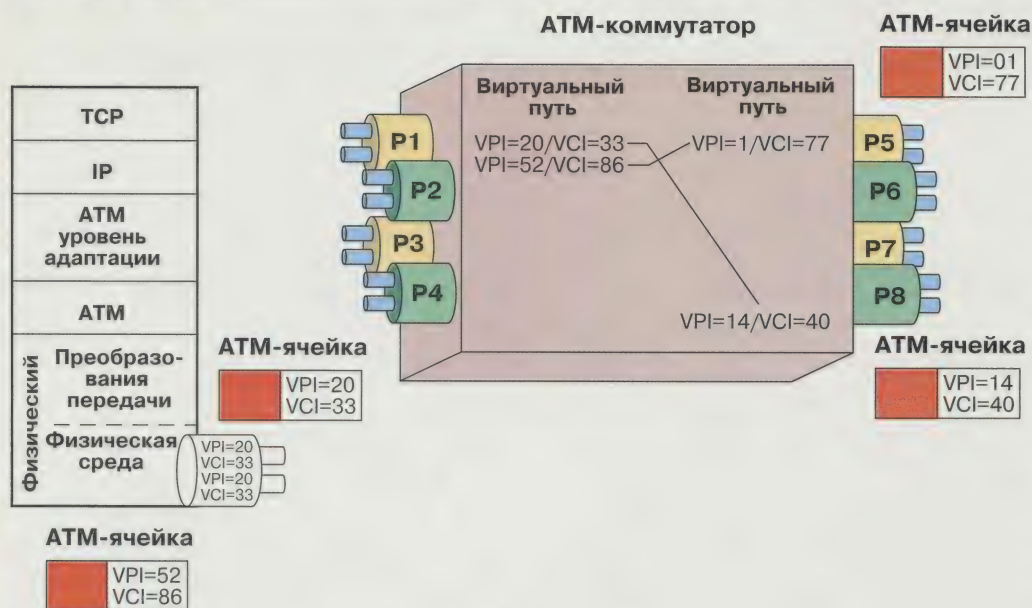 АТМ-коммутатор
АТМ-ячейка
VPI=01
VCI=77
TCP
IP
АТМ
уровень
адаптации
АТМ
Физический
Преобразо-
вания
передачи
Физическая
среда
VPI=20
VCI=33
VPI=20
VCI=33
АТМ-ячейка
VPI=20
VCI=33
АТМ-ячейка
VPI=52
VCI=86
P1
P2
P3
P4
Виртуальный
путь
VPI=20/VCI=33
VPI=52/VCI=86
Виртуальный
путь
VPI=1/VCI=77
VPI=14/VCI=40
P5
P6
P7
P8
АТМ-ячейка
VPI=14
VCI=40